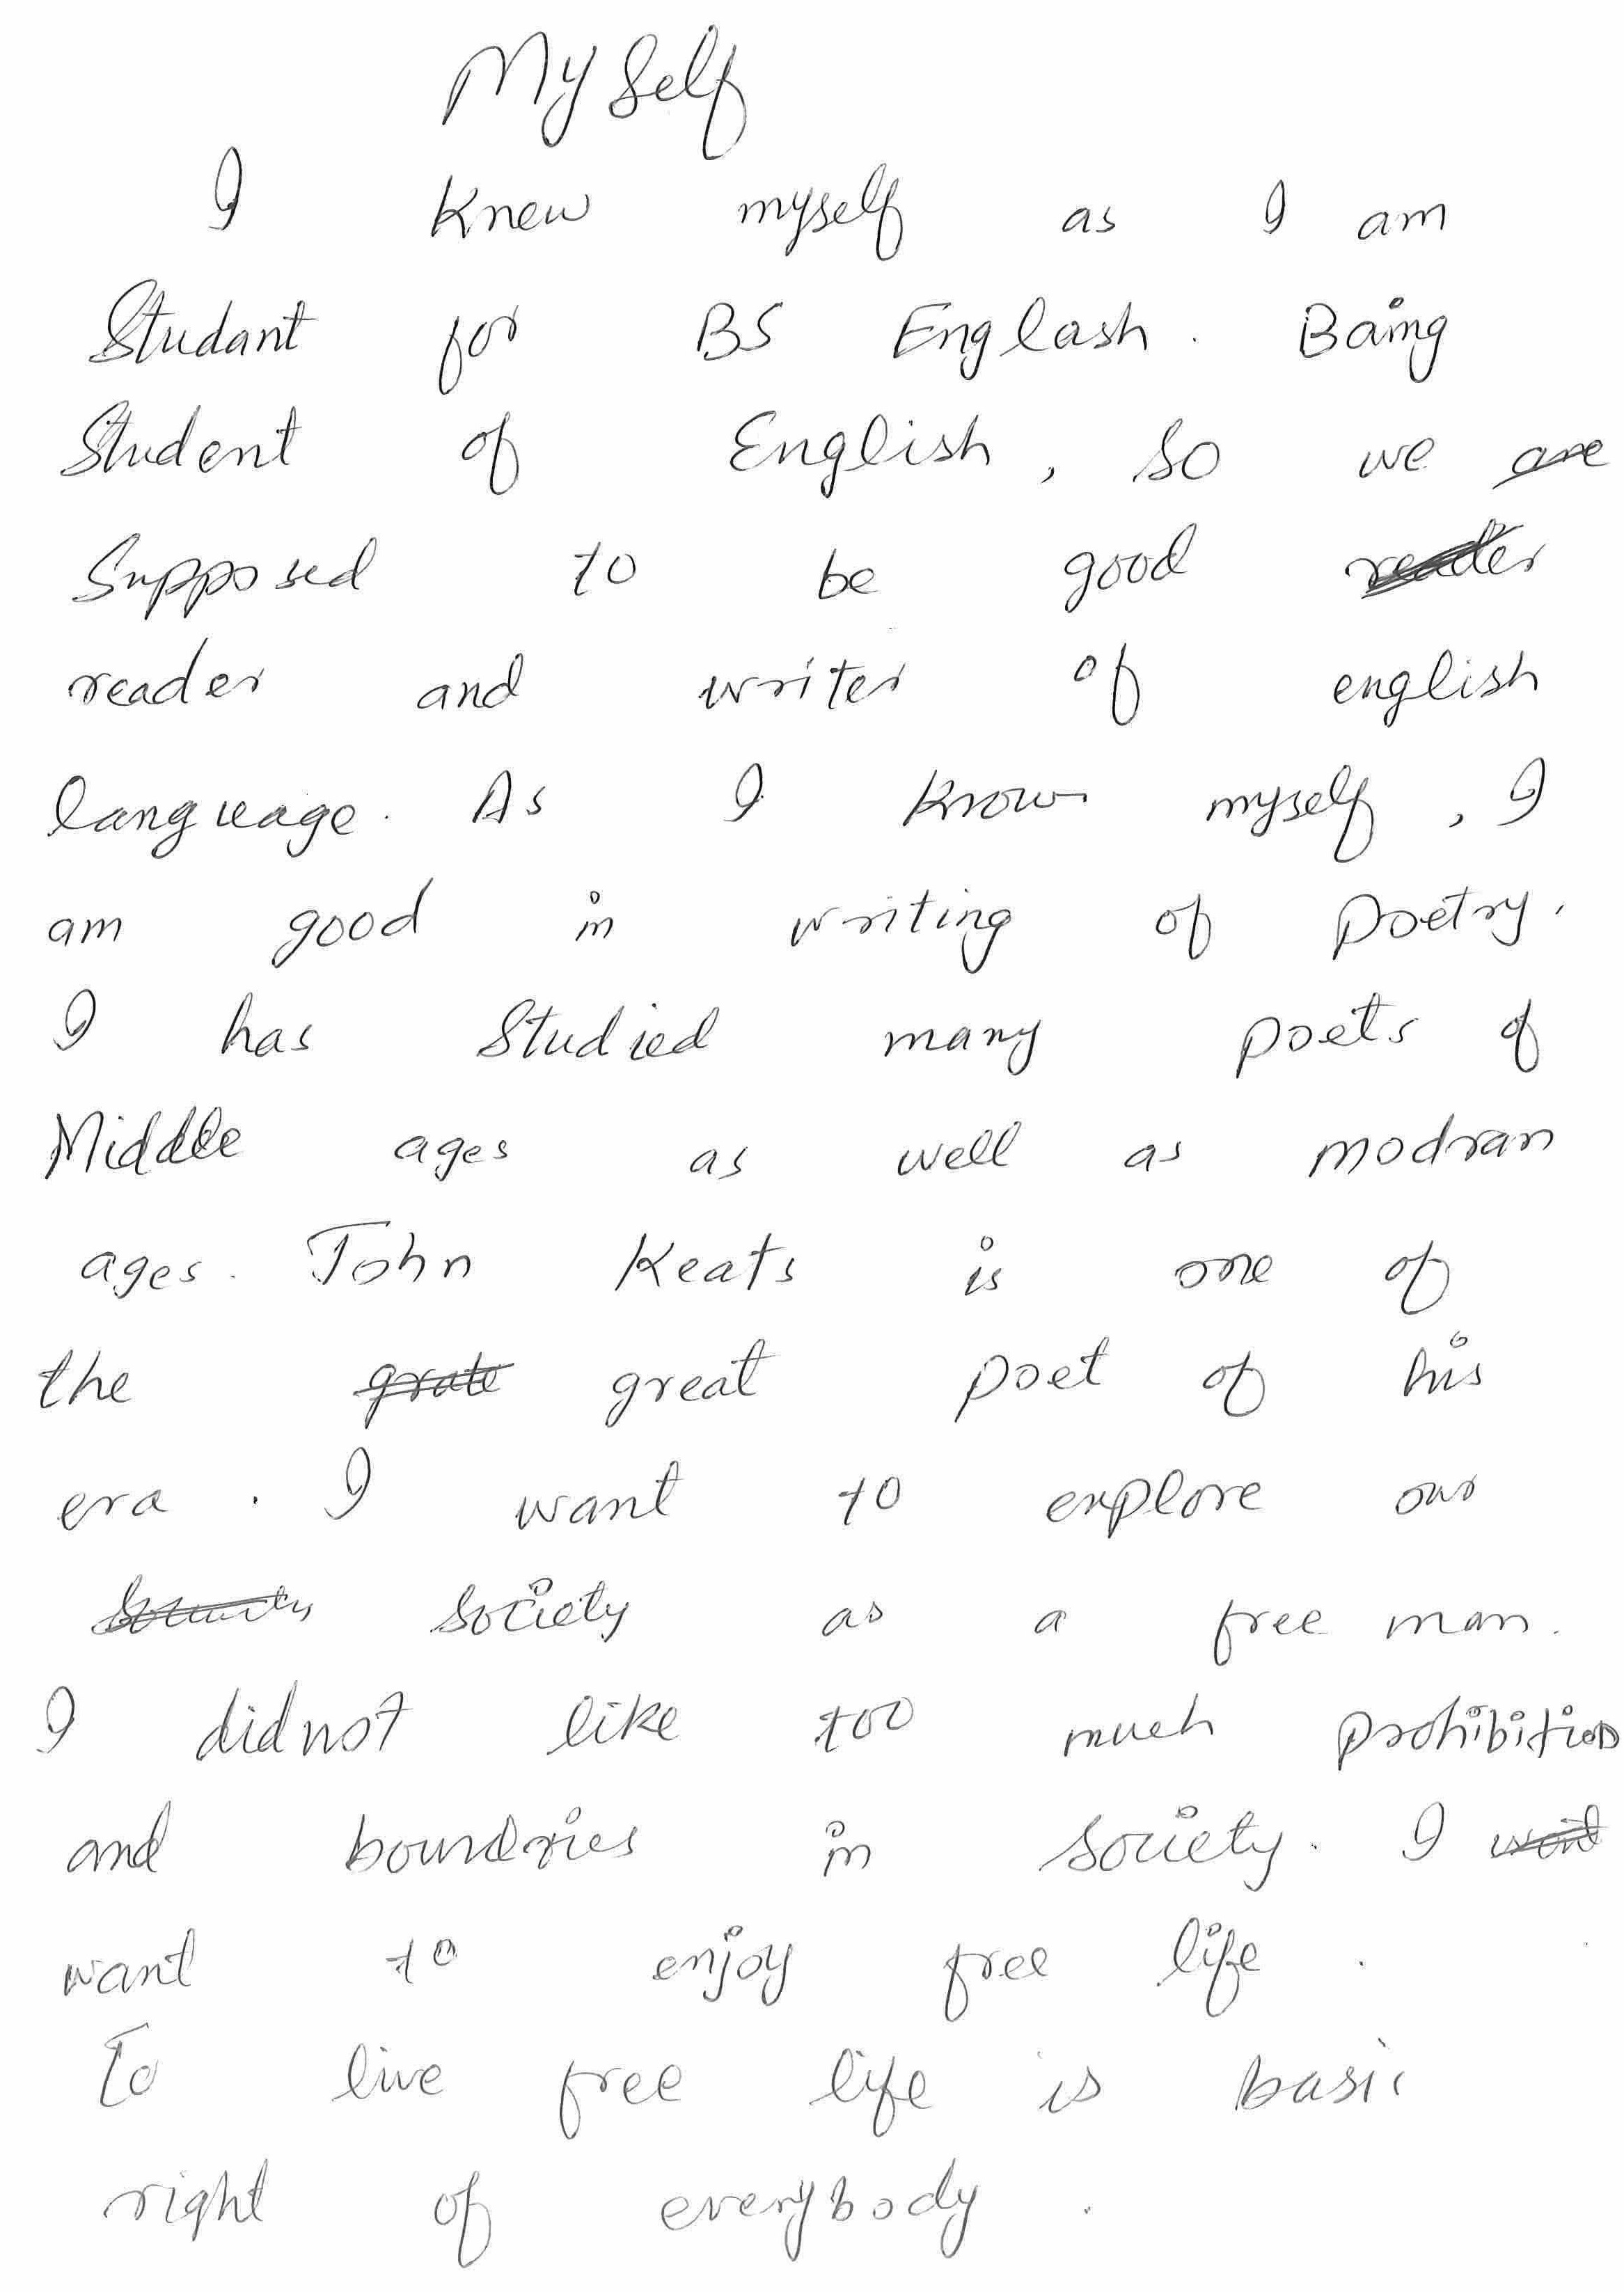 My Self
I Knew myself as I am
Studant for BS Englash. Baing
Student of English, so we are
Supposed to be good reader
reader and writer of english
language. As I Know myself, I
am good in writing of Poetry.
I has Studied many poets of
Middle ages as well as modran
ages. John Keats is one of
the grate great poet of his
era. I want to explore our
society as a free man.
I did not like too much prohibition
and boundries in society. I
want to enjoy free life.
To live free life is basic
right of everybody.